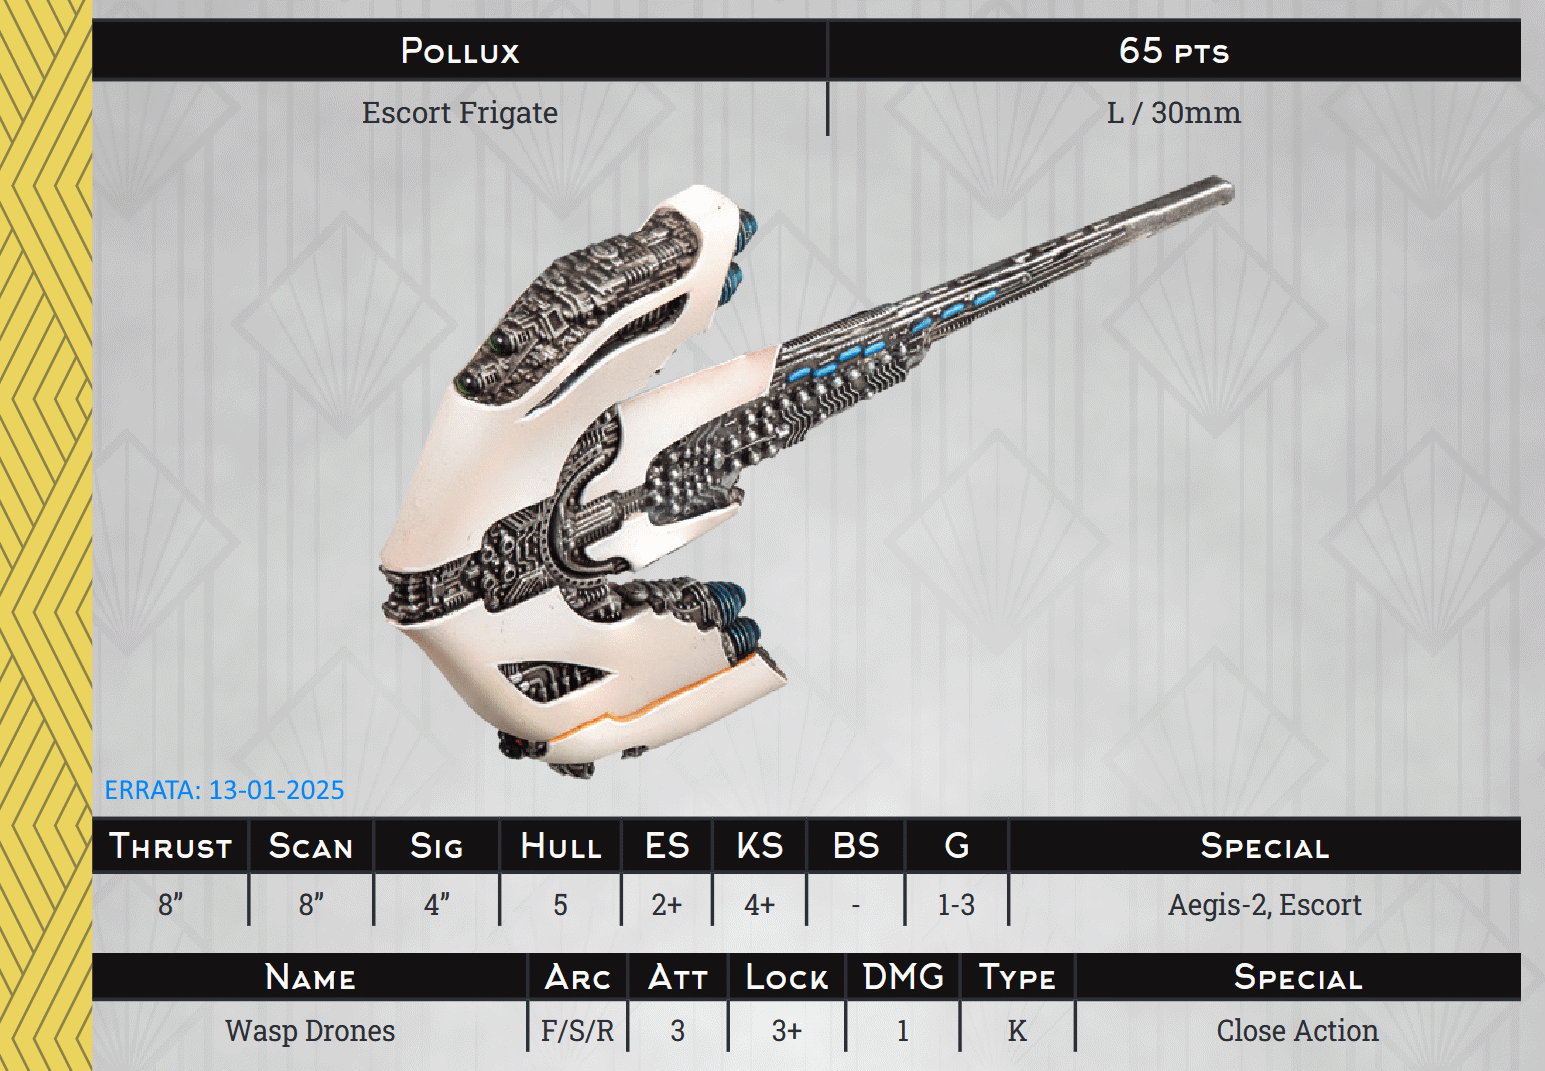 Pollux 65 pts
Escort Frigate L / 30mm
ERRATA: 13-01-2025
Thrust Scan Sig Hull ES KS BS G Special
8” 8” 4” 5 2+ 4+ - 1-3 Aegis-2, Escort
Name Arc Att Lock DMG Type Special
Wasp Drones F/S/R 3 3+ 1 K Close Action